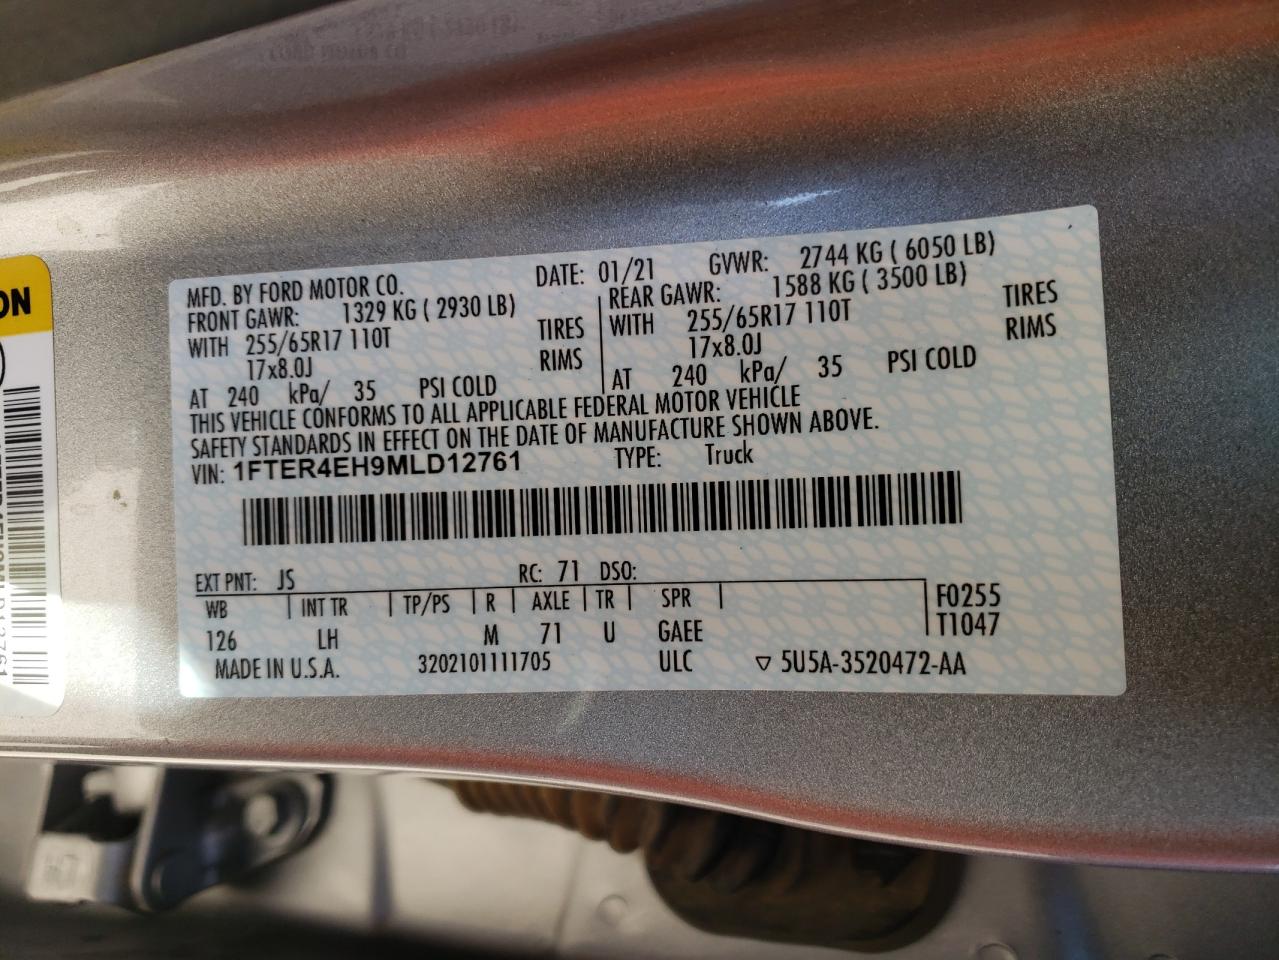 ON
MFD. BY FORD MOTOR CO. DATE: 01/21 GVWR: 2744 KG ( 6050 LB)
FRONT GAWR: 1329 KG ( 2930 LB) REAR GAWR: 1588 KG ( 3500 LB)
WITH 255/65R17 110T TIRES WITH 255/65R17 110T TIRES
17x8.0J RIMS 17x8.0J RIMS
AT 240 kPa/ 35 PSI COLD AT 240 kPa/ 35 PSI COLD
THIS VEHICLE CONFORMS TO ALL APPLICABLE FEDERAL MOTOR VEHICLE
SAFETY STANDARDS IN EFFECT ON THE DATE OF MANUFACTURE SHOWN ABOVE.
VIN: 1FTER4EH9MLD12761 TYPE: Truck
EXT PNT: JS RC: 71 DSO:
WB INT TR TP/PS R AXLE TR SPR F0255
126 LH M 71 U GAEE T1047
MADE IN U.S.A. 3202101111705 ULC ▽ 5U5A-3520472-AA